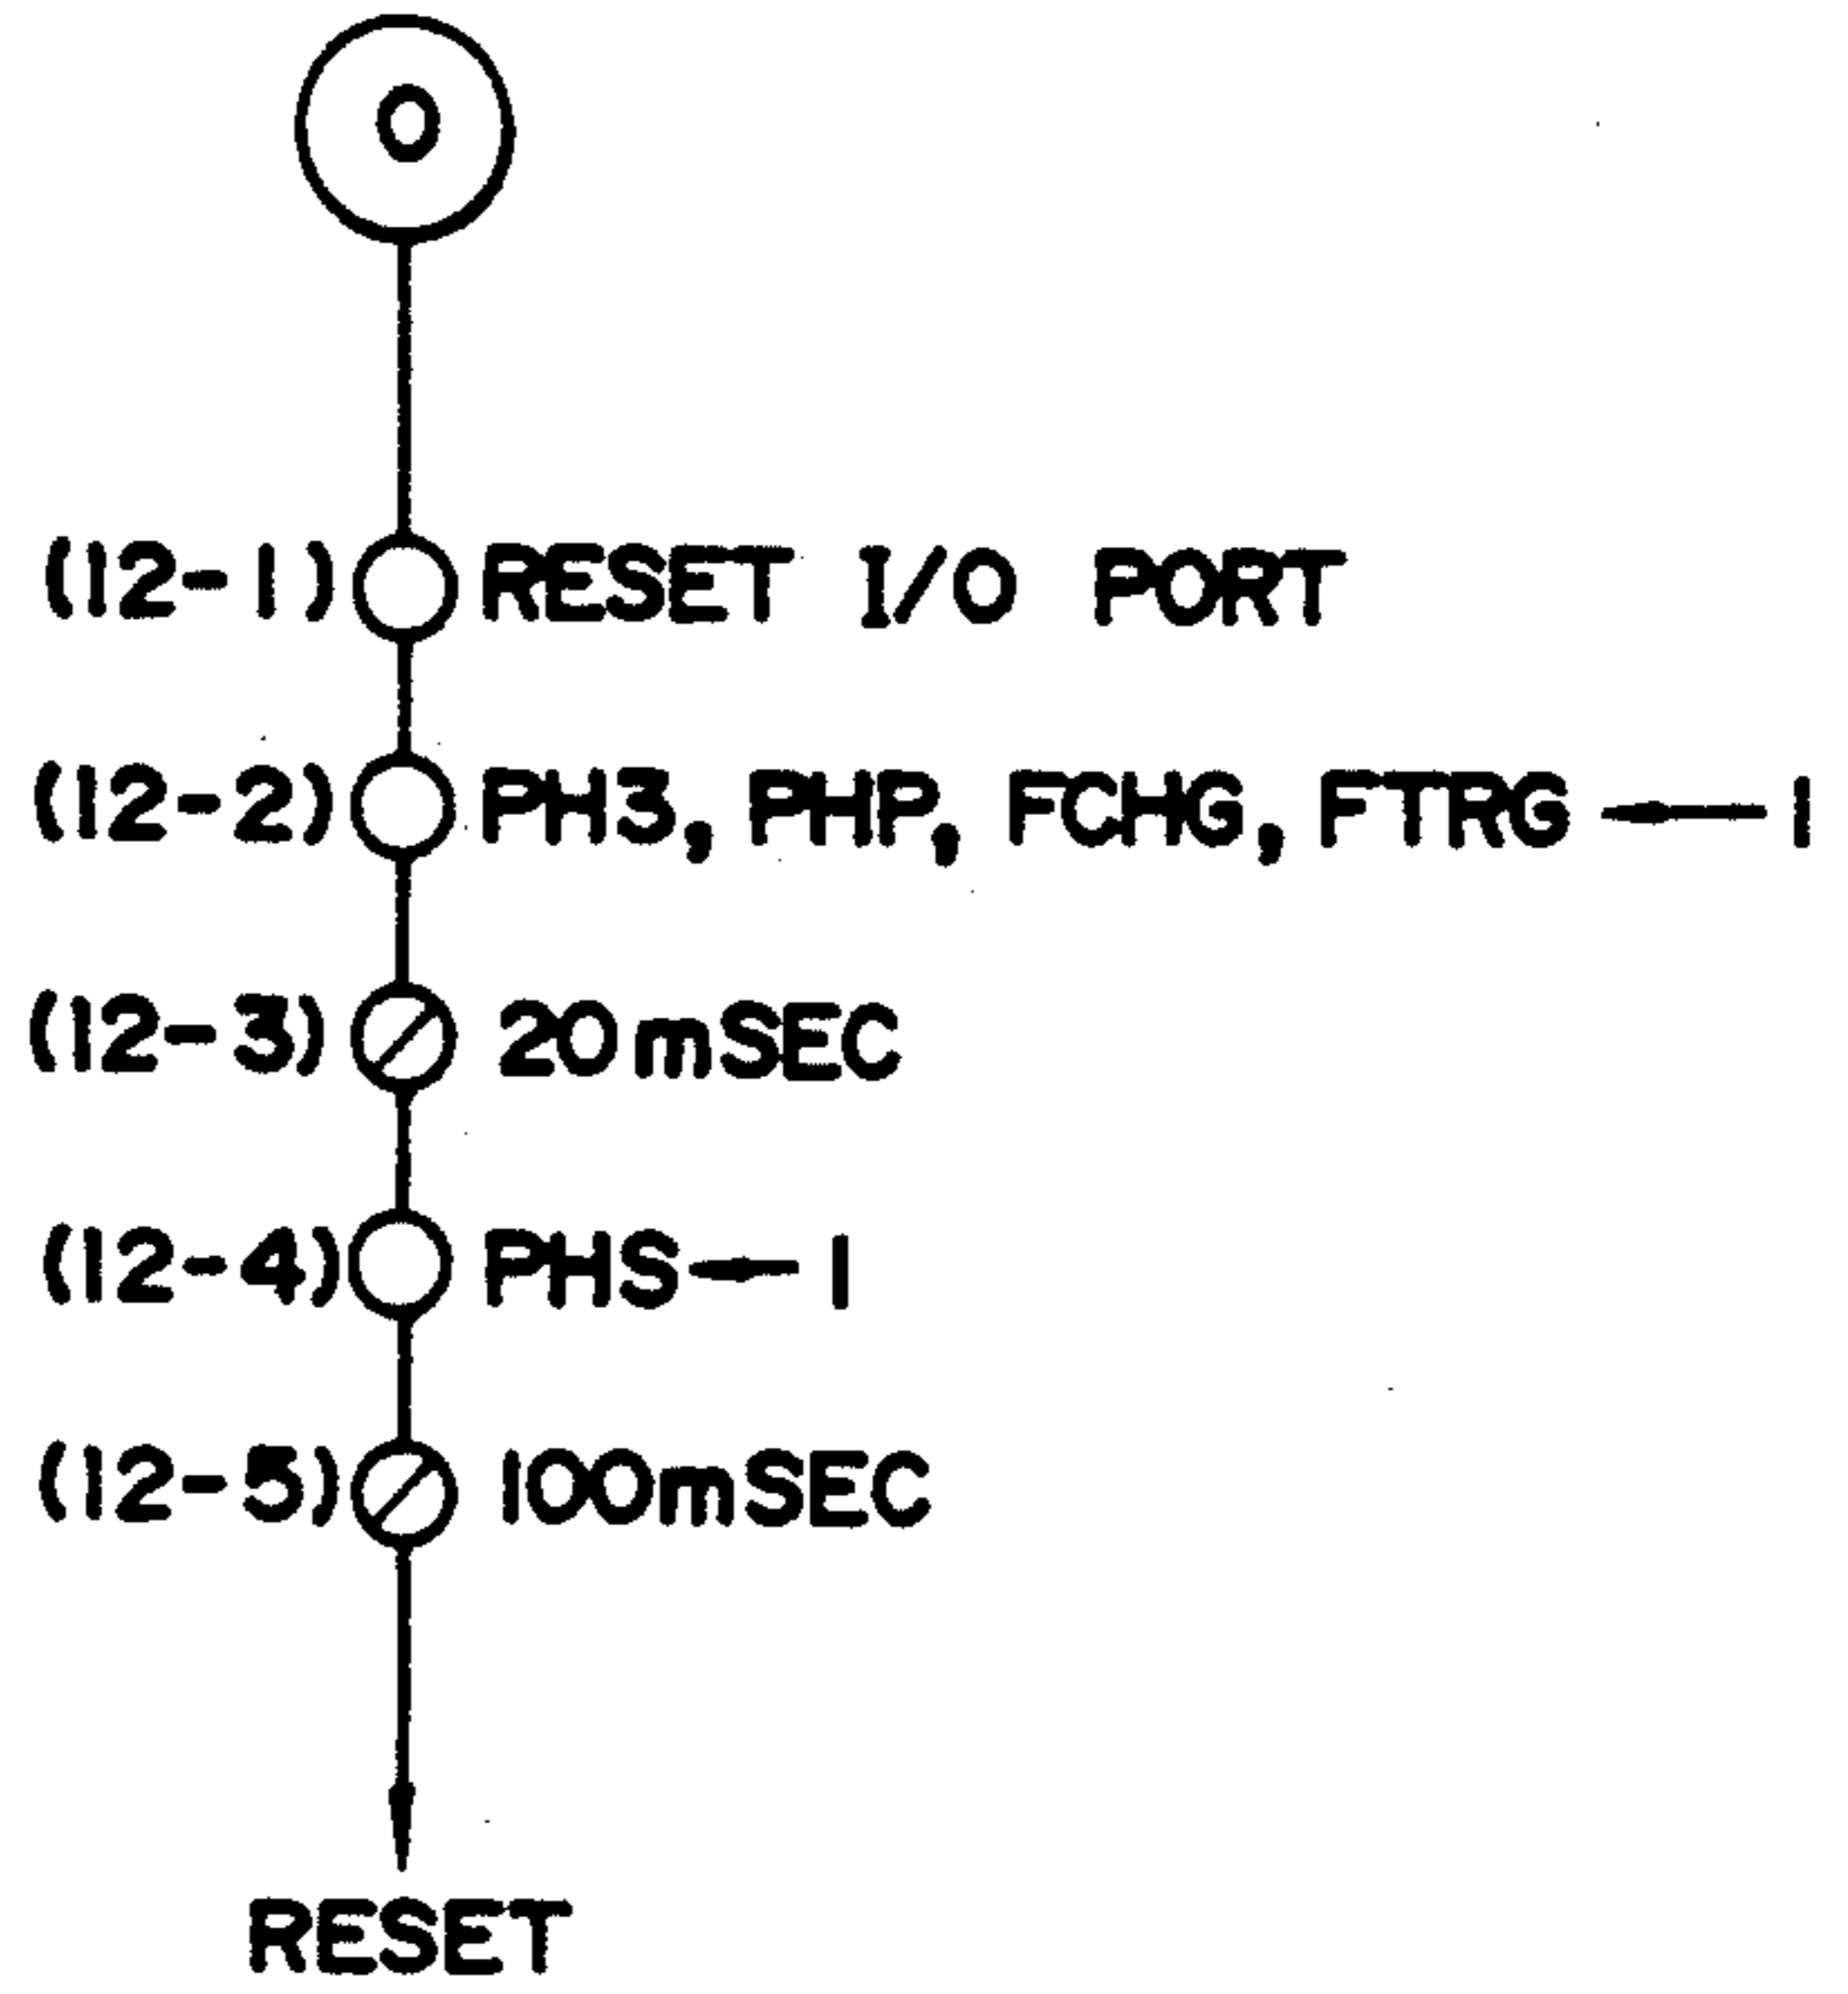 0
(12-1) RESET I/O PORT
(12-2) PH3, PHP, FCHG, FTRG — 1
(12-3) 20mSEC
(12-4) PHS — 1
(12-5) 100mSEC
RESET